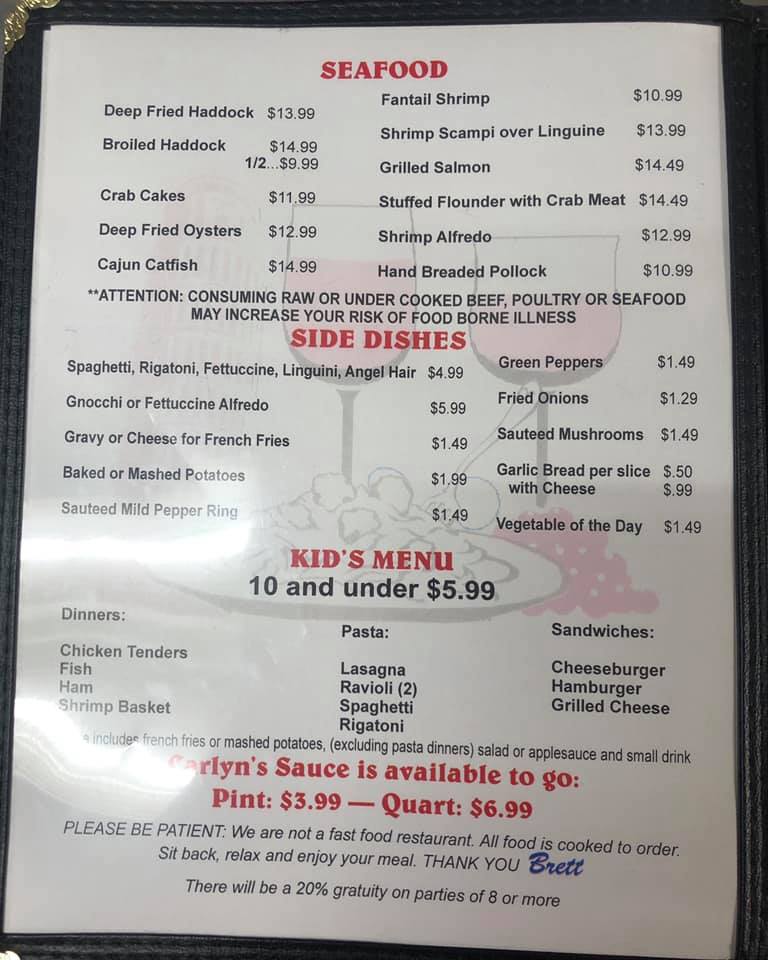 SEAFOOD
Deep Fried Haddock $13.99
Broiled Haddock $14.99
1/2...$9.99
Crab Cakes $11.99
Deep Fried Oysters $12.99
Cajun Catfish $14.99
Fantail Shrimp $10.99
Shrimp Scampi over Linguine $13.99
Grilled Salmon $14.49
Stuffed Flounder with Crab Meat $14.49
Shrimp Alfredo $12.99
Hand Breaded Pollock $10.99
**ATTENTION: CONSUMING RAW OR UNDER COOKED BEEF, POULTRY OR SEAFOOD
MAY INCREASE YOUR RISK OF FOOD BORNE ILLNESS
SIDE DISHES
Spaghetti, Rigatoni, Fettuccine, Linguini, Angel Hair $4.99
Gnocchi or Fettuccine Alfredo $5.99
Gravy or Cheese for French Fries $1.49
Baked or Mashed Potatoes $1.99
Sauteed Mild Pepper Ring $1.49
Green Peppers $1.49
Fried Onions $1.29
Sauteed Mushrooms $1.49
Garlic Bread per slice $.50
with Cheese $.99
Vegetable of the Day $1.49
KID'S MENU
10 and under $5.99
Dinners:
Chicken Tenders
Fish
Ham
Shrimp Basket
Pasta:
Lasagna
Ravioli (2)
Spaghetti
Rigatoni
Sandwiches:
Cheeseburger
Hamburger
Grilled Cheese
includes french fries or mashed potatoes, (excluding pasta dinners) salad or applesauce and small drink
Carlyn's Sauce is available to go:
Pint: $3.99 — Quart: $6.99
PLEASE BE PATIENT: We are not a fast food restaurant. All food is cooked to order.
Sit back, relax and enjoy your meal. THANK YOU Brett
There will be a 20% gratuity on parties of 8 or more